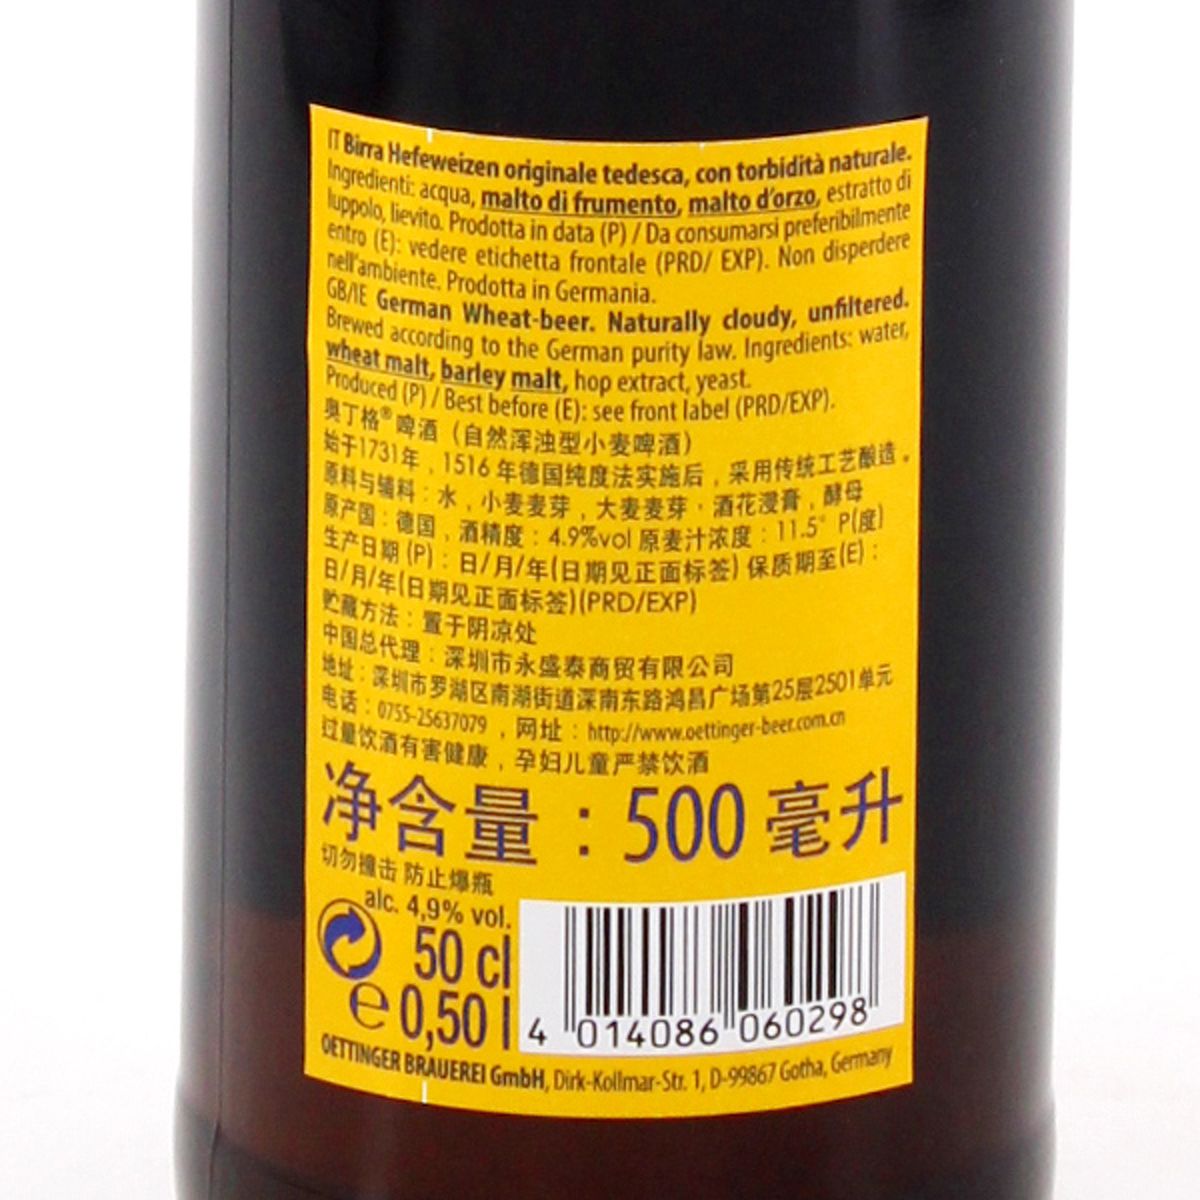 IT Birra Hefeweizen originale tedesca, con torbidità naturale.
Ingredienti: acqua, malto di frumento, malto d'orzo, estratto di
luppolo, lievito. Prodotta in data (P) / Da consumarsi preferibilmente
entro (E): vedere etichetta frontale (PRD/ EXP). Non disperdere
nell'ambiente. Prodotta in Germania.
GB/IE German Wheat-beer. Naturally cloudy, unfiltered.
Brewed according to the German purity law. Ingredients: water,
wheat malt, barley malt, hop extract, yeast.
Produced (P) / Best before (E): see front label (PRD/EXP).
奥丁格® 啤酒（自然浑浊型小麦啤酒）
始于1731年，1516 年德国纯度法实施后，采用传统工艺酿造。
原料与辅料：水，小麦麦芽，大麦麦芽，酒花浸膏，酵母
原产国：德国，酒精度：4.9%vol 原麦汁浓度：11.5° P(度)
生产日期 (P)：日/月/年(日期见正面标签) 保质期至(E)：
日/月/年(日期见正面标签)(PRD/EXP)
贮藏方法：置于阴凉处
中国总代理：深圳市永盛泰商贸有限公司
地址：深圳市罗湖区南湖街道深南东路鸿昌广场第25层2501单元
电话：0755-25637079，网址：http://www.oettinger-beer.com.cn
过量饮酒有害健康，孕妇儿童严禁饮酒
净含量：500 毫升
切勿撞击 防止爆瓶
alc. 4,9% vol.
50 cl
e 0,50 l
4 014086 060298
OETTINGER BRAUEREI GmbH, Dirk-Kollmar-Str. 1, D-99867 Gotha, Germany